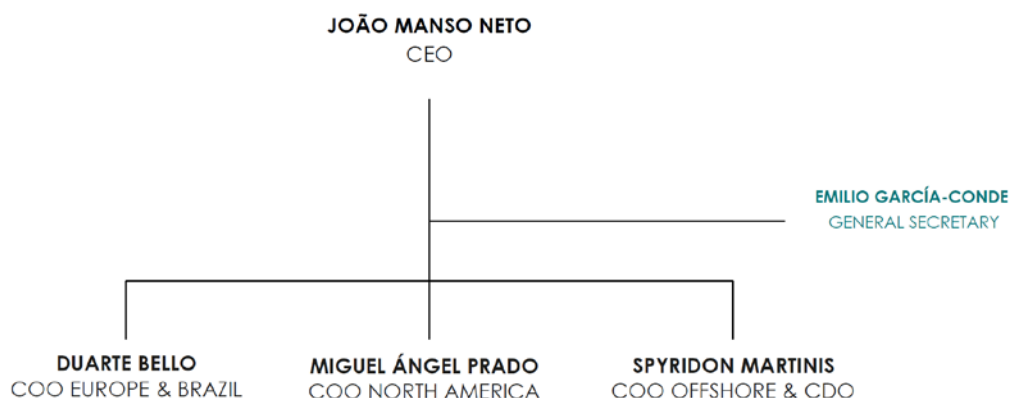 JOÃO MANSO NETO
CEO
EMILIO GARCÍA-CONDE
GENERAL SECRETARY
DUARTE BELLO
COO EUROPE & BRAZIL
MIGUEL ÁNGEL PRADO
COO NORTH AMERICA
SPYRIDON MARTINIS
COO OFFSHORE & CDO